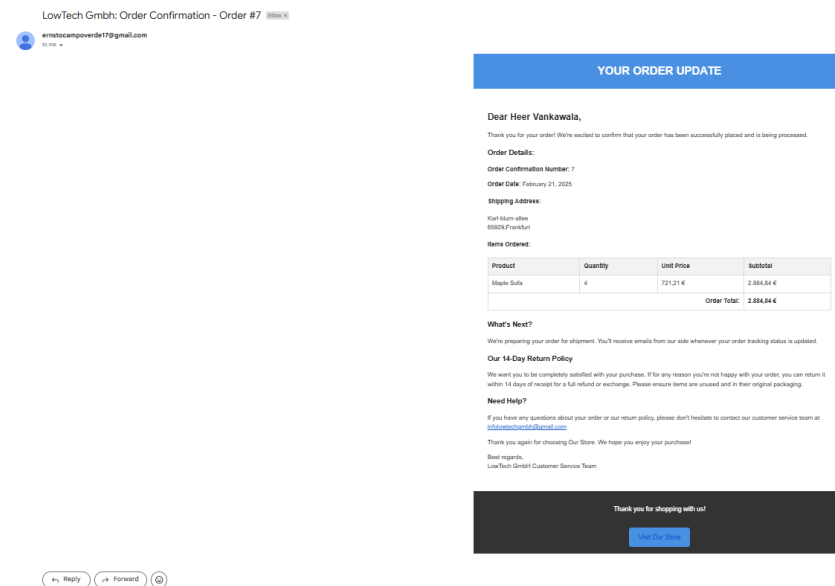 LowTech Gmbh: Order Confirmation - Order #7 Inbox ×
ernstocampoverde17@gmail.com
to me
YOUR ORDER UPDATE
Dear Heer Vankawala,
Thank you for your order! We're excited to confirm that your order has been successfully placed and is being processed.
Order Details:
Order Confirmation Number: 7
Order Date: February 21, 2025
Shipping Address:
Karl-blum-allee
65929,Frankfurt
Items Ordered:
Product Quantity Unit Price Subtotal
Maple Sofa 4 721,21 € 2.884,84 €
Order Total: 2.884,84 €
What's Next?
We're preparing your order for shipment. You'll receive emails from our side whenever your order tracking status is updated.
Our 14-Day Return Policy
We want you to be completely satisfied with your purchase. If for any reason you're not happy with your order, you can return it
within 14 days of receipt for a full refund or exchange. Please ensure items are unused and in their original packaging.
Need Help?
If you have any questions about your order or our return policy, please don't hesitate to contact our customer service team at
infolowtechgmbh@gmail.com
Thank you again for choosing Our Store. We hope you enjoy your purchase!
Best regards,
LowTech GmbH Customer Service Team
Thank you for shopping with us!
Visit Our Store
Reply Forward